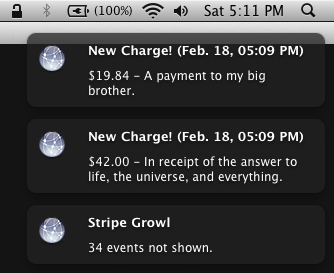 (100%) Sat 5:11 PM
New Charge! (Feb. 18, 05:09 PM)
$19.84 – A payment to my big
brother.
New Charge! (Feb. 18, 05:09 PM)
$42.00 – In receipt of the answer to
life, the universe, and everything.
Stripe Growl
34 events not shown.